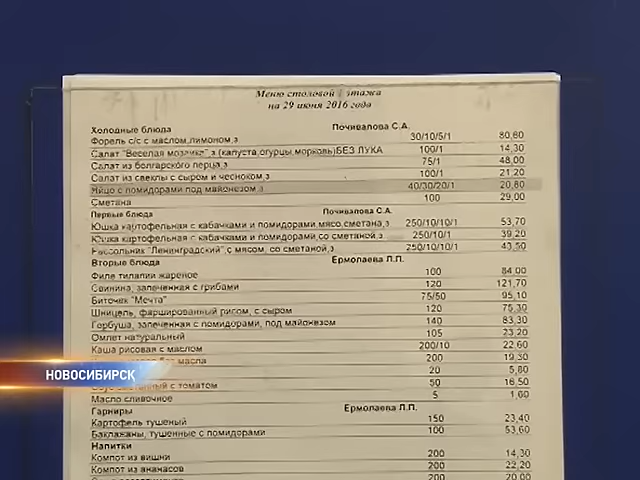 Меню столовой этажа
на 29 июня 2016 года
Холодные блюда Почивалова С.А.
Форель с/с с маслом,лимоном,з 30/10/5/1 80,60
Салат "Веселая мозаика",з (капуста,огурцы,морковь)БЕЗ ЛУКА 100/1 14,30
Салат из болгарского перца,з 75/1 48,00
Салат из свеклы с сыром и чесноком,з 100/1 21,20
Яйцо с помидорами под майонезом,з 40/30/20/1 20,80
Сметана 100 29,00
Первые блюда Почивалова С.А.
Юшка картофельная с кабачками и помидорами,мясо,сметана,з 250/10/10/1 53,70
Юшка картофельная с кабачками и помидорами,со сметаной,з 250/10/1 39,20
Рассольник "Ленинградский",с мясом, со сметаной,з 250/10/10/1 43,50
Вторые блюда Ермолаева Л.П.
Филе тилапии жареное 100 84,00
Свинина, запеченная с грибами 120 121,70
Биточек "Мечта" 75/50 95,10
Шницель, фаршированный рисом, с сыром 120 75,30
Горбуша, запеченная с помидорами, под майонезом 140 83,30
Омлет натуральный 105 23,20
Каша рисовая с маслом 200/10 22,60
без масла 200 19,30
20 5,80
НОВОСИБИРСК
Соус сметанный с томатом 50 16,50
Масло сливочное 5 1,60
Гарниры Ермолаева Л.П.
Картофель тушеный 150 23,40
Баклажаны, тушенные с помидорами 100 53,60
Напитки
Компот из вишни 200 14,30
Компот из ананасов 200 22,20
200 20,00